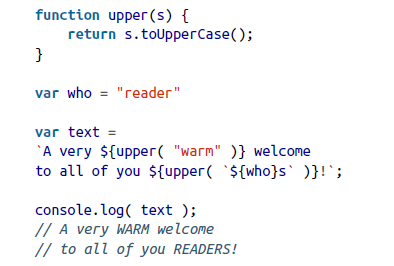 function upper(s) {
    return s.toUpperCase();
}

var who = "reader"

var text =
`A very ${upper( "warm" )} welcome
to all of you ${upper( `${who}s` )}!`;

console.log( text );
// A very WARM welcome
// to all of you READERS!